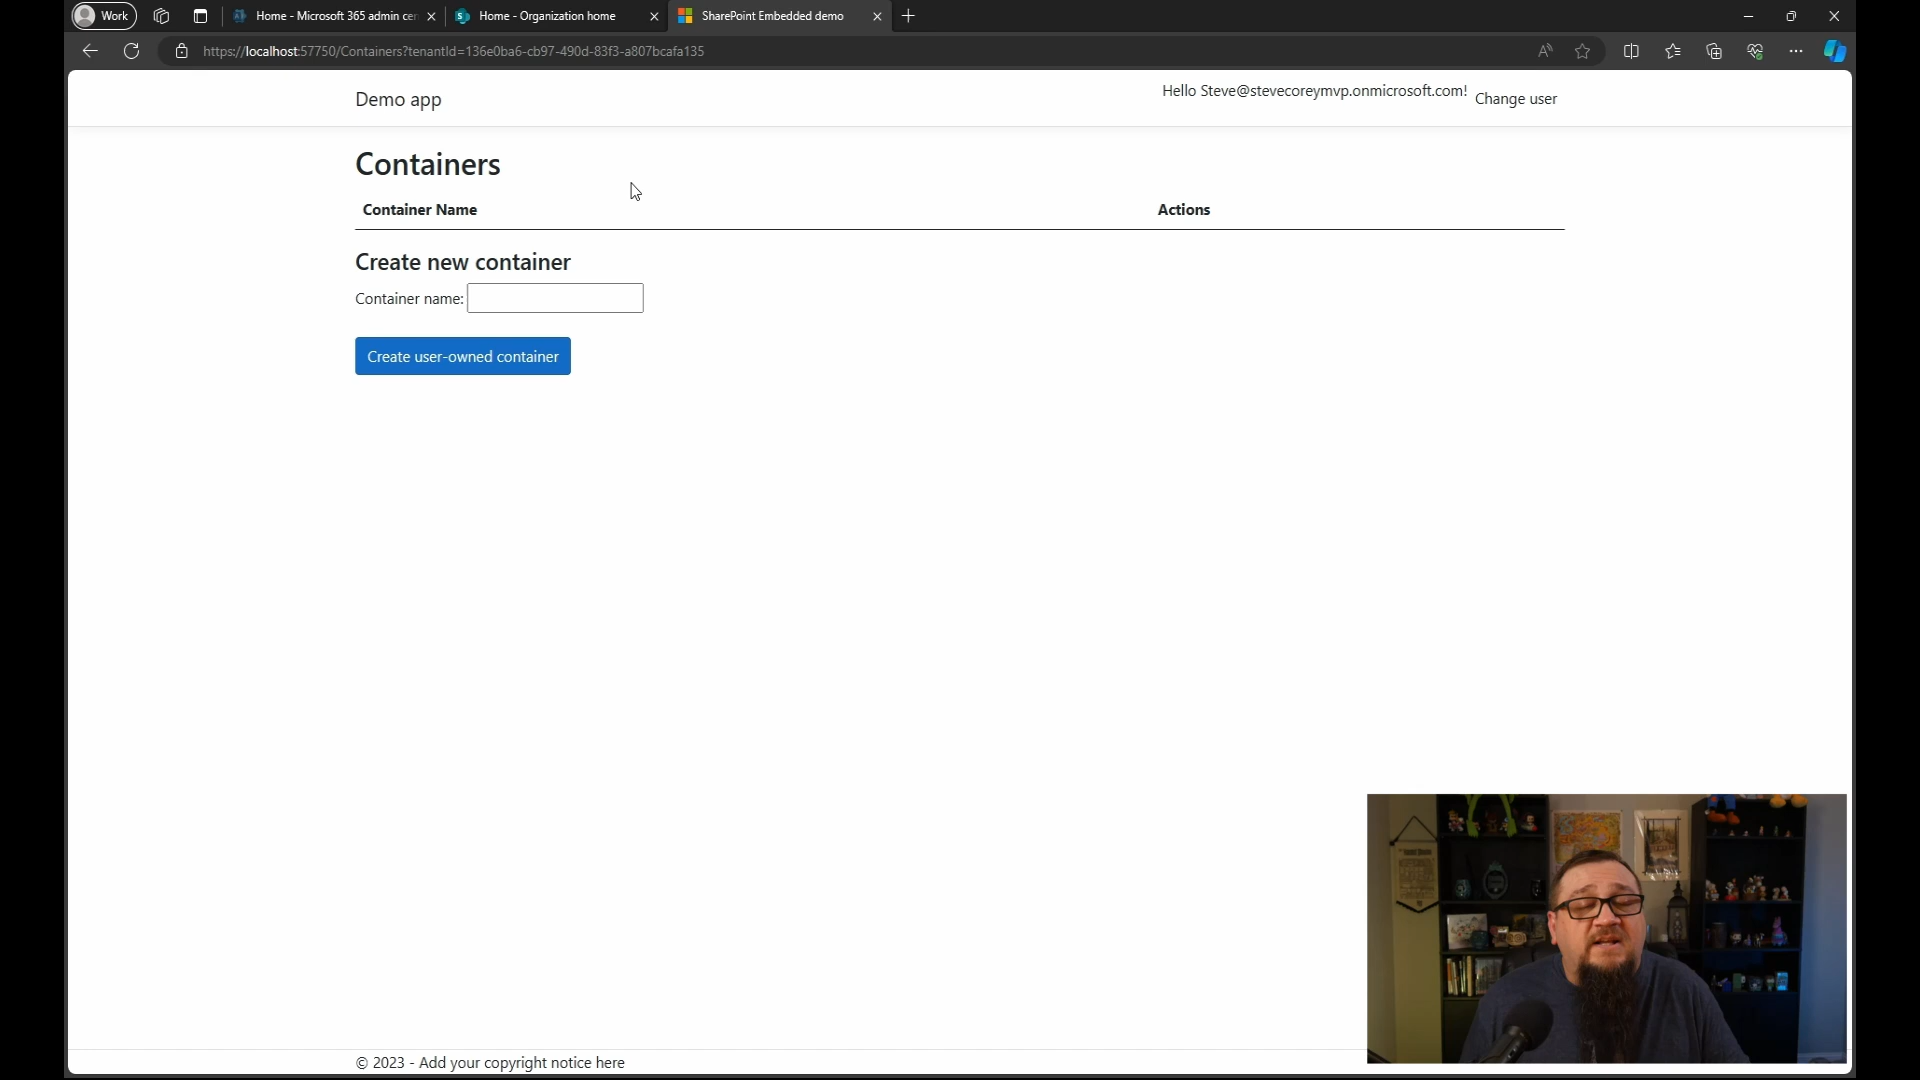 Work
Home - Microsoft 365 admin cen
Home - Organization home
SharePoint Embedded demo
https://localhost:57750/Containers?tenantId=136e0ba6-cb97-490d-83f3-a807bcafa135
Demo app
Hello Steve@stevecoreymvp.onmicrosoft.com!
Change user
Containers
Container Name
Actions
Create new container
Container name:
Create user-owned container
© 2023 - Add your copyright notice here